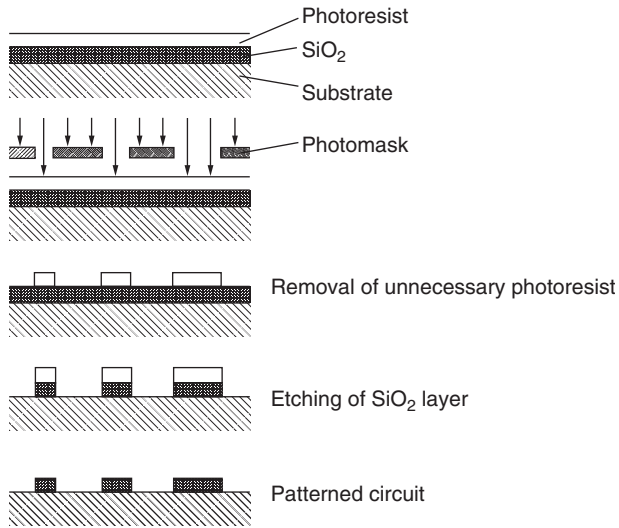 Photoresist
SiO₂
Substrate
Photomask
Removal of unnecessary photoresist
Etching of SiO₂ layer
Patterned circuit